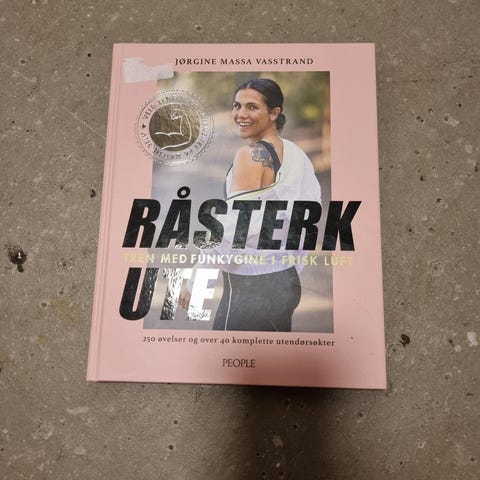 JØRGINE MASSA VASSTRAND
RÅSTERK
TREN MED FUNKYGINE I FRISK LUFT
UTE
250 øvelser og over 40 komplette utendørsøkter
PEOPLE